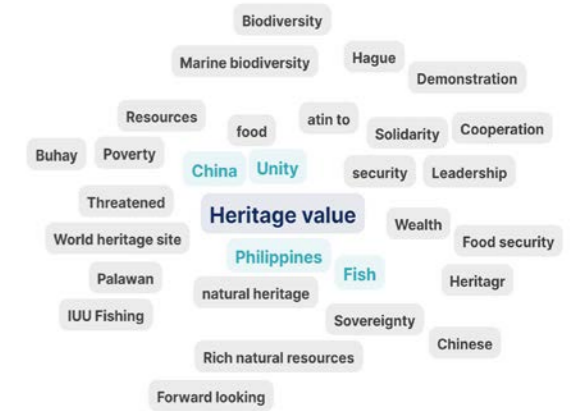 Biodiversity
Marine biodiversity
Hague
Demonstration
Resources
food
atin to
Solidarity
Cooperation
Buhay
Poverty
China
Unity
security
Leadership
Threatened
Heritage value
Wealth
World heritage site
Philippines
Food security
Palawan
Fish
Heritagr
natural heritage
IUU Fishing
Sovereignty
Chinese
Rich natural resources
Forward looking